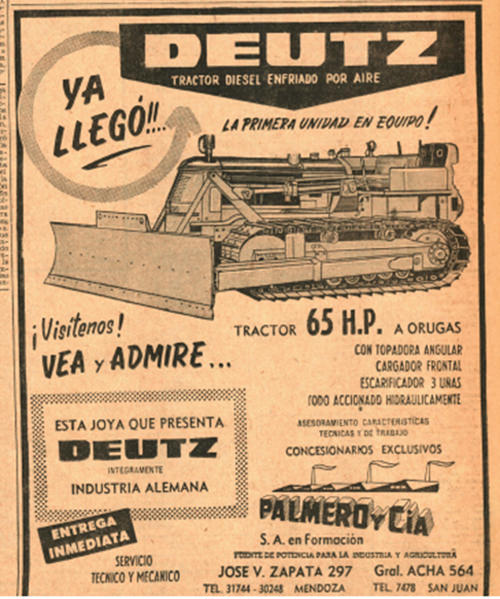 DEUTZ
TRACTOR DIESEL ENFRIADO POR AIRE
YA
LLEGÓ!!...
LA PRIMERA UNIDAD EN EQUIPO!
¡Visítenos!
VEA y ADMIRE...
TRACTOR 65 H.P. A ORUGAS
CON TOPADORA ANGULAR
CARGADOR FRONTAL
ESCARIFICADOR 3 UÑAS
TODO ACCIONADO HIDRAULICAMENTE
ESTA JOYA QUE PRESENTA
DEUTZ
INTEGRAMENTE
INDUSTRIA ALEMANA
ASESORAMIENTO CARACTERISTICAS
TECNICAS Y DE TRABAJO
CONCESIONARIOS EXCLUSIVOS
PALMERO Y CIA
S. A. en Formación
FUENTE DE POTENCIA PARA LA INDUSTRIA Y AGRICULTURA
ENTREGA
INMEDIATA
SERVICIO
TECNICO Y MECANICO
JOSE V. ZAPATA 297 Gral. ACHA 564
TEL. 31744 - 30248 MENDOZA TEL. 7478 SAN JUAN